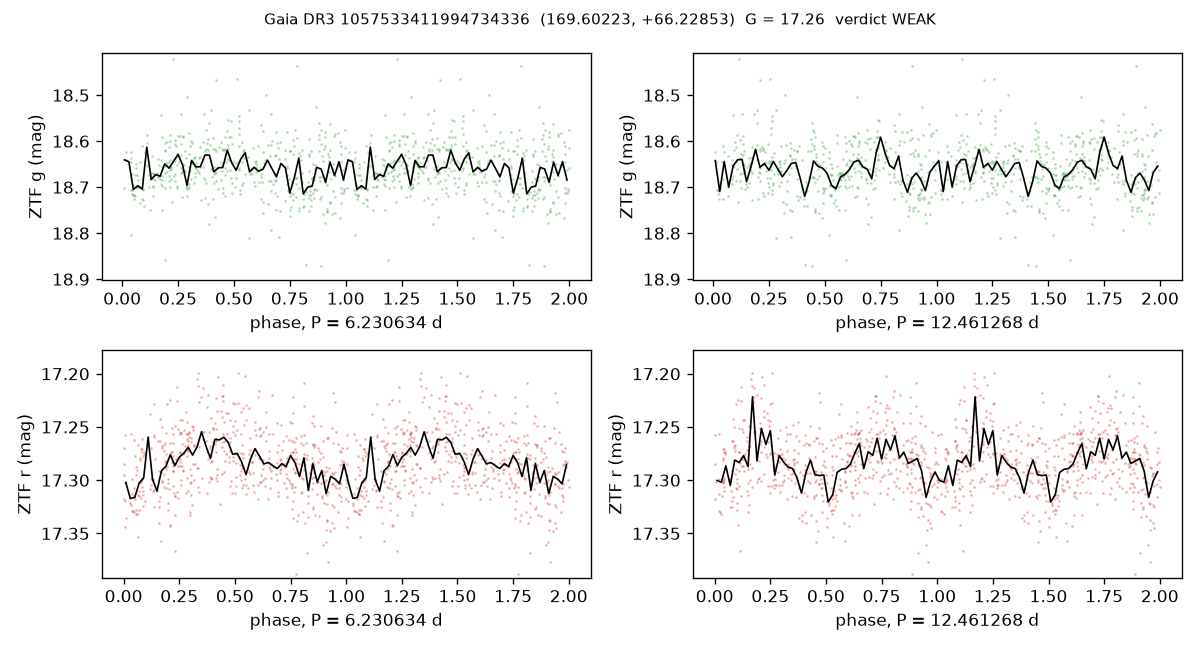 Gaia DR3 1057533411994734336  (169.60223, +66.22853)  G = 17.26  verdict WEAK
ZTF g (mag)
18.5
18.6
18.7
18.8
18.9
0.00 0.25 0.50 0.75 1.00 1.25 1.50 1.75 2.00
phase, P = 6.230634 d
ZTF g (mag)
18.5
18.6
18.7
18.8
18.9
0.00 0.25 0.50 0.75 1.00 1.25 1.50 1.75 2.00
phase, P = 12.461268 d
ZTF r (mag)
17.20
17.25
17.30
17.35
0.00 0.25 0.50 0.75 1.00 1.25 1.50 1.75 2.00
phase, P = 6.230634 d
ZTF r (mag)
17.20
17.25
17.30
17.35
0.00 0.25 0.50 0.75 1.00 1.25 1.50 1.75 2.00
phase, P = 12.461268 d